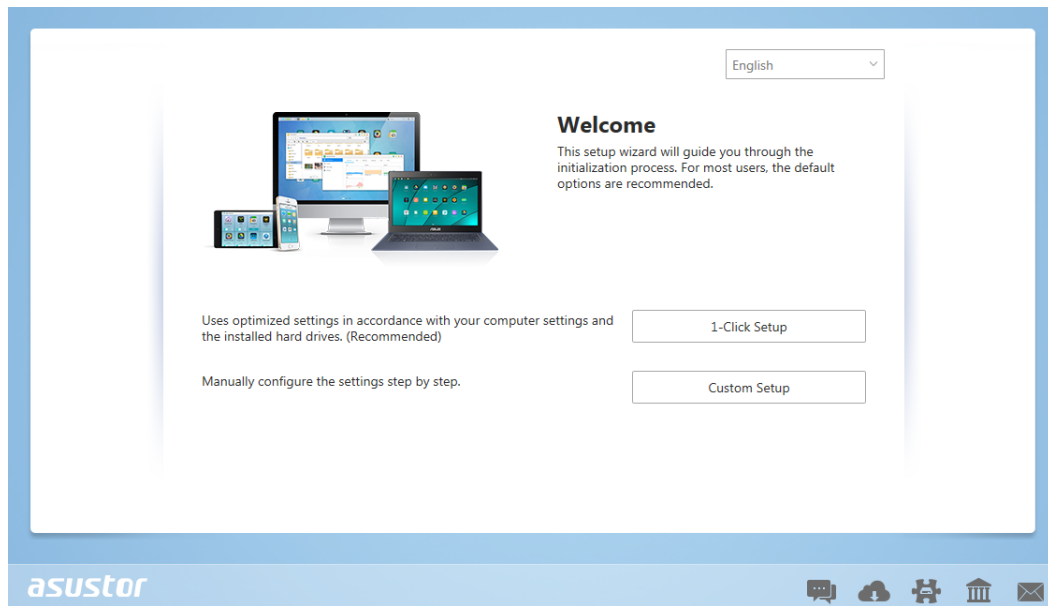 English
Welcome
This setup wizard will guide you through the
initialization process. For most users, the default
options are recommended.
Uses optimized settings in accordance with your computer settings and
the installed hard drives. (Recommended)
1-Click Setup
Manually configure the settings step by step.
Custom Setup
asustor